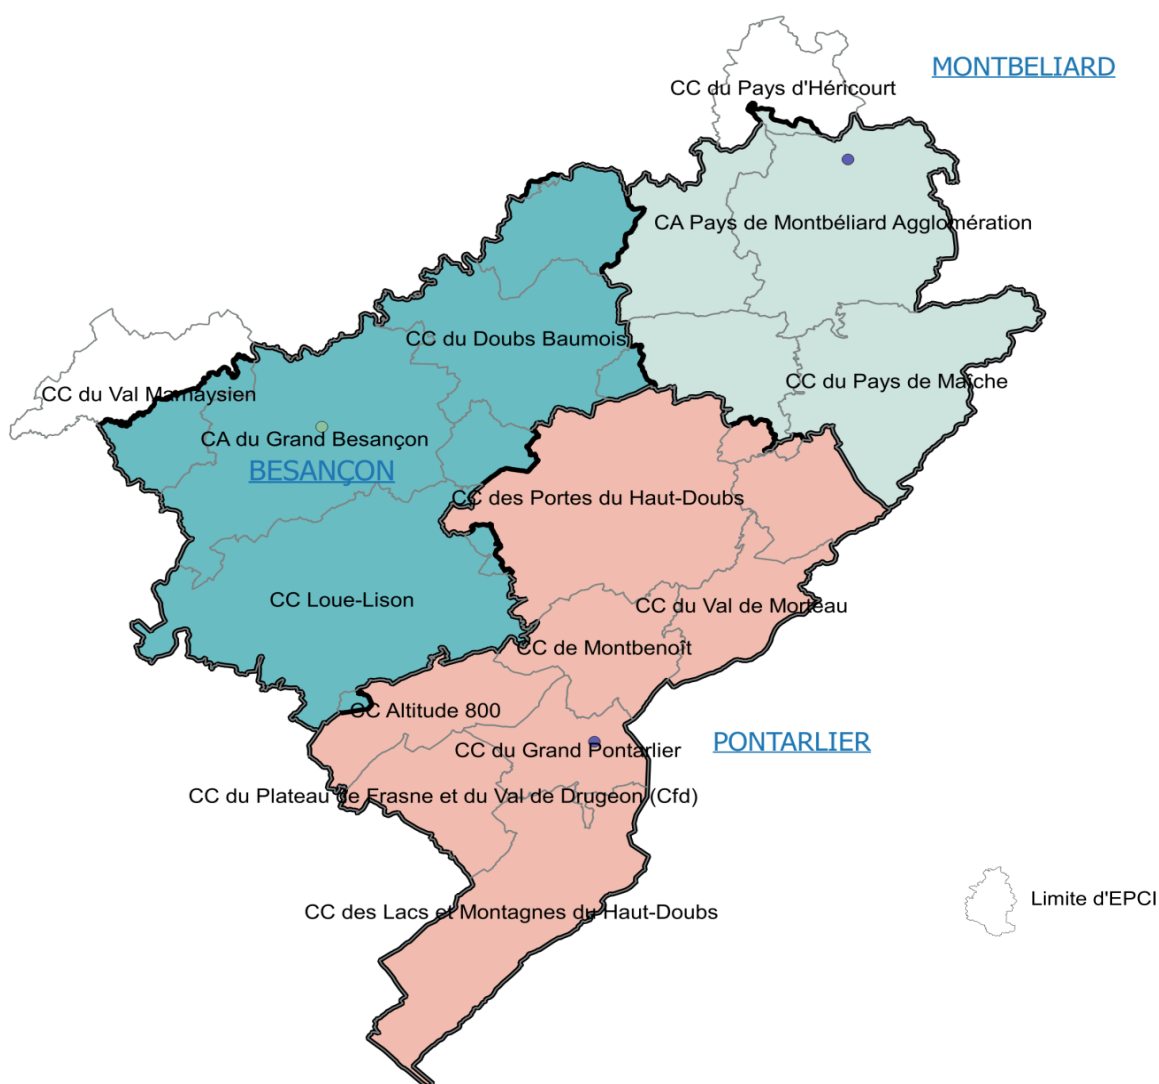 MONTBELIARD
CC du Pays d'Héricourt
CA Pays de Montbéliard Agglomération
CC du Doubs Baumois
CC du Pays de Maîche
CC du Val Marnaysien
CA du Grand Besançon
BESANÇON
CC des Portes du Haut-Doubs
CC Loue-Lison
CC du Val de Morteau
CC de Montbenoît
CC Altitude 800
PONTARLIER
CC du Grand Pontarlier
CC du Plateau de Frasne et du Val de Drugeon (Cfd)
Limite d'EPCI
CC des Lacs et Montagnes du Haut-Doubs